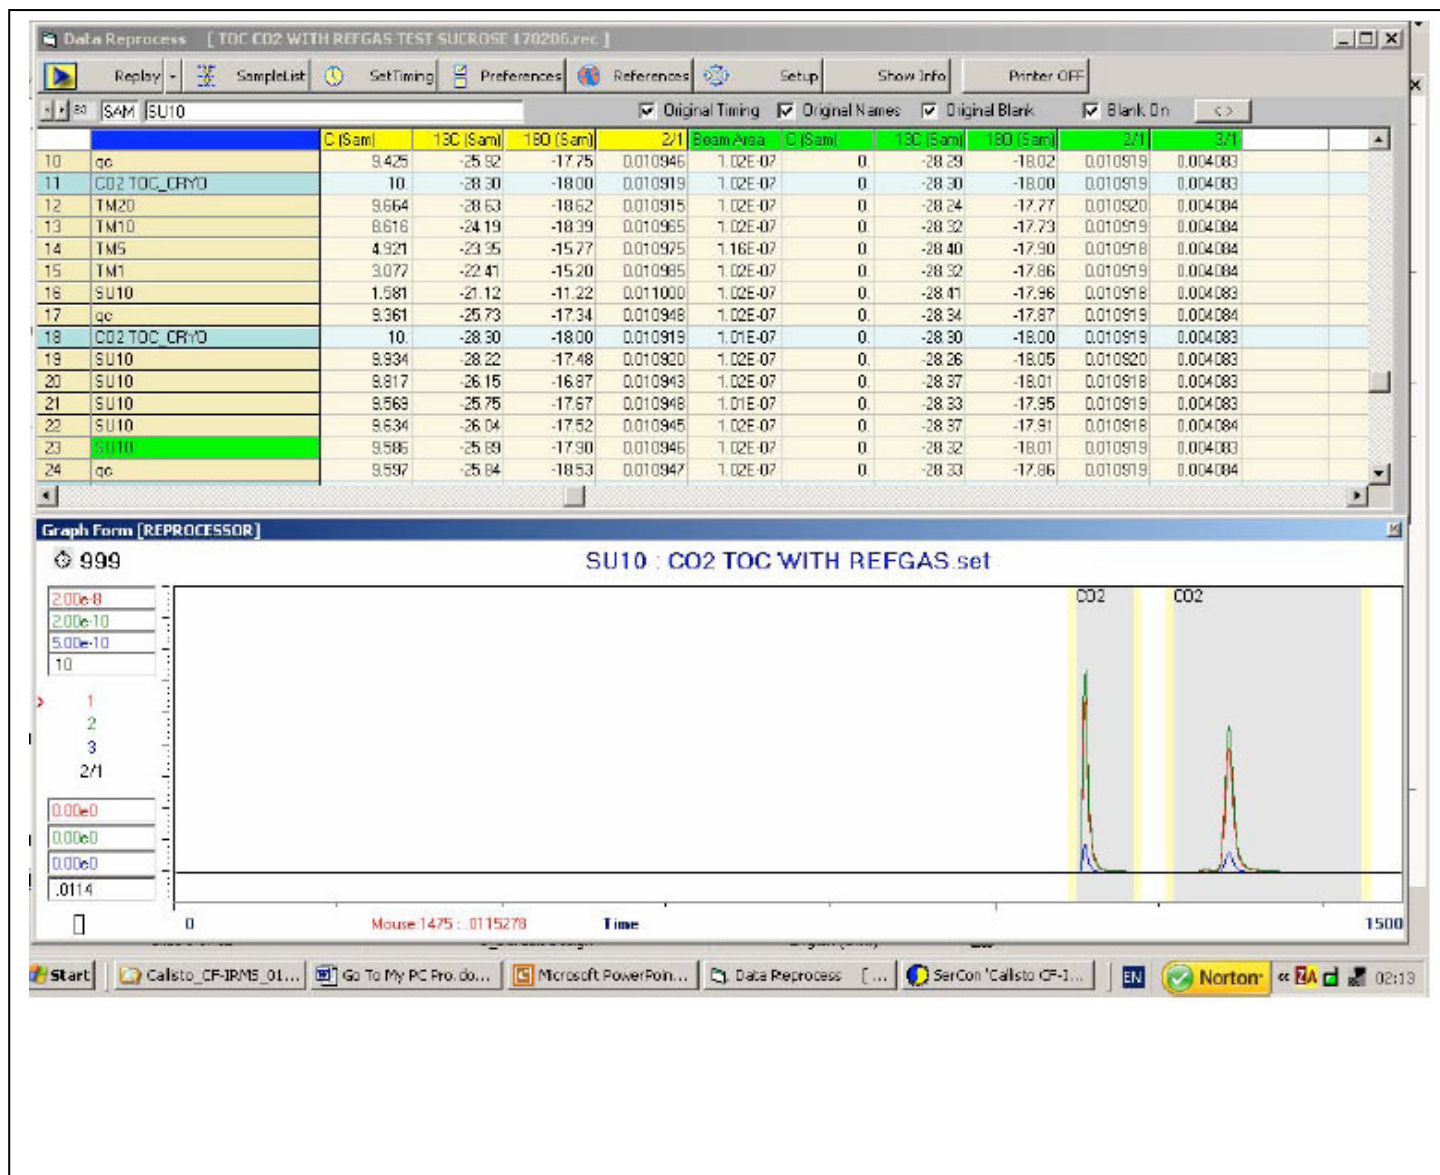 Data Reprocess [ TOC CO2 WITH REFGAS TEST SUCROSE 170206.rec ]
Replay SampleList SetTiming Preferences References Setup Show Info Printer OFF
SAM SU10 Original Timing Original Names Original Blank Blank On <>
C (Sam) 13C (Sam) 18O (Sam) 2/1 Beam Area C (Sam) 13C (Sam) 18O (Sam) 2/1 3/1
10 qc 9.425 -25.92 -17.75 0.010946 1.02E-07 0. -28.29 -18.02 0.010919 0.004083
11 CO2 TOC_CRYO 10. -28.30 -18.00 0.010919 1.02E-07 0. -28.30 -18.00 0.010919 0.004083
12 TM20 9.664 -28.63 -18.62 0.010915 1.02E-07 0. -28.24 -17.77 0.010920 0.004084
13 TM10 8.616 -24.19 -18.39 0.010965 1.02E-07 0. -28.32 -17.73 0.010919 0.004084
14 TM5 4.921 -23.35 -15.77 0.010975 1.16E-07 0. -28.40 -17.90 0.010918 0.004084
15 TM1 3.077 -22.41 -15.20 0.010985 1.02E-07 0. -28.32 -17.86 0.010919 0.004084
16 SU10 1.581 -21.12 -11.22 0.011000 1.02E-07 0. -28.41 -17.96 0.010918 0.004083
17 qc 9.361 -25.73 -17.34 0.010948 1.02E-07 0. -28.34 -17.87 0.010919 0.004084
18 CO2 TOC_CRYO 10. -28.30 -18.00 0.010919 1.01E-07 0. -28.30 -18.00 0.010919 0.004083
19 SU10 9.934 -28.22 -17.48 0.010920 1.02E-07 0. -28.26 -18.05 0.010920 0.004083
20 SU10 9.817 -26.15 -16.87 0.010943 1.02E-07 0. -28.37 -18.01 0.010918 0.004083
21 SU10 9.569 -25.75 -17.67 0.010948 1.01E-07 0. -28.33 -17.95 0.010919 0.004083
22 SU10 9.634 -26.04 -17.52 0.010945 1.02E-07 0. -28.37 -17.91 0.010918 0.004084
23 SU10 9.586 -25.89 -17.90 0.010946 1.02E-07 0. -28.32 -18.01 0.010919 0.004083
24 qc 9.597 -25.84 -18.53 0.010947 1.02E-07 0. -28.33 -17.86 0.010919 0.004084
Graph Form [REPROCESSOR]
999 SU10 : CO2 TOC WITH REFGAS.set
2.00e-8
2.00e-10
5.00e-10
10
CO2 CO2
1
2
3
2/1
0.00e0
0.00e0
0.00e0
.0114
0 Mouse:1475 : .0115278 Time 1500
Start Callisto_CF-IRMS_01... Go To My PC Pro.do... Microsoft PowerPoin... Data Reprocess [ ... SerCon 'Callisto CF-I... EN Norton 02:13